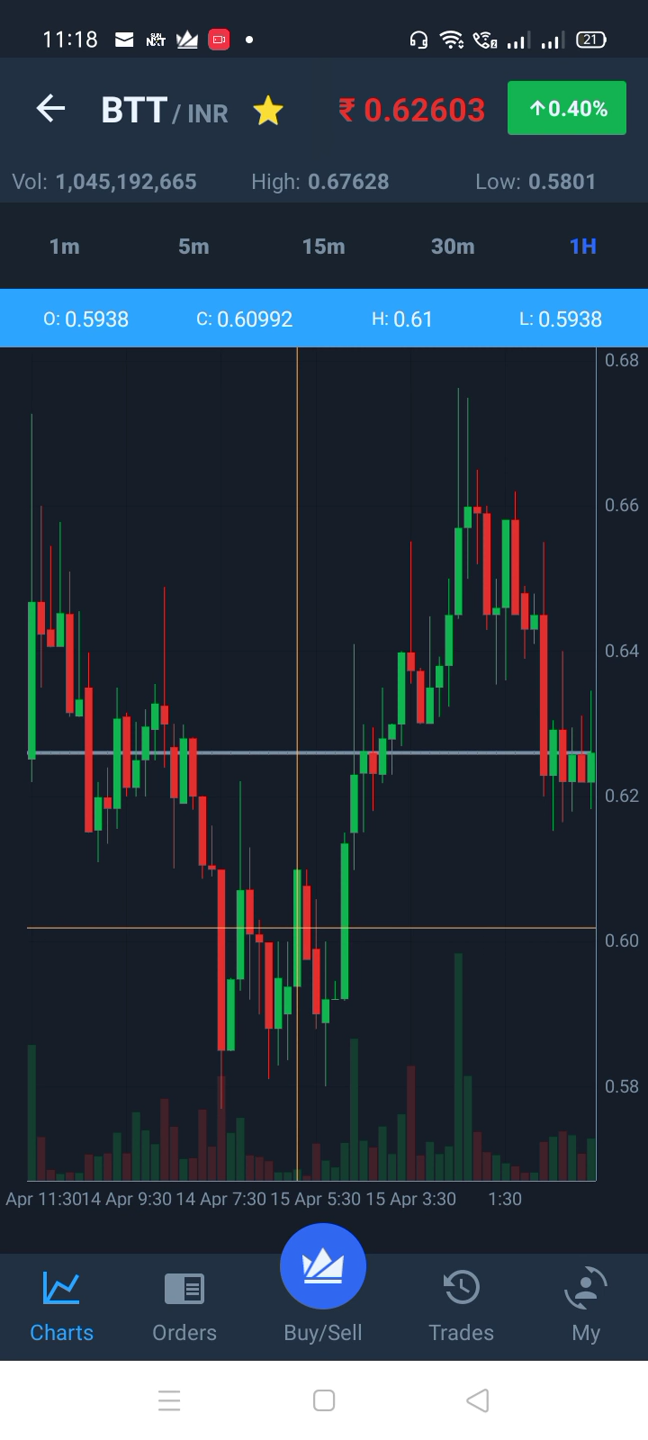 11:18 21
BTT / INR ₹ 0.62603 ↑0.40%
Vol: 1,045,192,665 High: 0.67628 Low: 0.5801
1m 5m 15m 30m 1H
O: 0.5938 C: 0.60992 H: 0.61 L: 0.5938
0.68
0.66
0.64
0.62
0.60
0.58
Apr 11:30 14 Apr 9:30 14 Apr 7:30 15 Apr 5:30 15 Apr 3:30 1:30
Charts Orders Buy/Sell Trades My